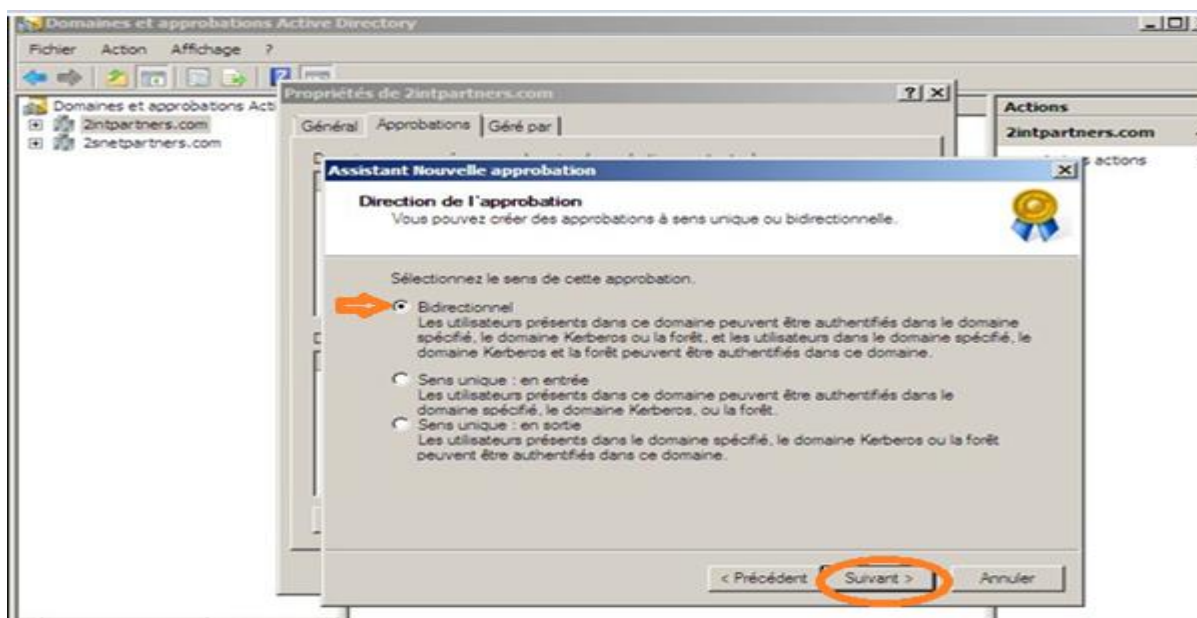 Domaines et approbations Active Directory
Fichier Action Affichage ?
Domaines et approbations Acti
2intpartners.com
2snetpartners.com
Propriétés de 2intpartners.com
Général Approbations Géré par
Actions
2intpartners.com
actions
Assistant Nouvelle approbation
Direction de l'approbation
Vous pouvez créer des approbations à sens unique ou bidirectionnelle.
Sélectionnez le sens de cette approbation.
Bidirectionnel
Les utilisateurs présents dans ce domaine peuvent être authentifiés dans le domaine
spécifié, le domaine Kerberos ou la forêt, et les utilisateurs dans le domaine spécifié, le
domaine Kerberos et la forêt peuvent être authentifiés dans ce domaine.
Sens unique : en entrée
Les utilisateurs présents dans ce domaine peuvent être authentifiés dans le
domaine spécifié, le domaine Kerberos, ou la forêt.
Sens unique : en sortie
Les utilisateurs présents dans le domaine spécifié, le domaine Kerberos ou la forêt
peuvent être authentifiés dans ce domaine.
< Précédent Suivant > Annuler